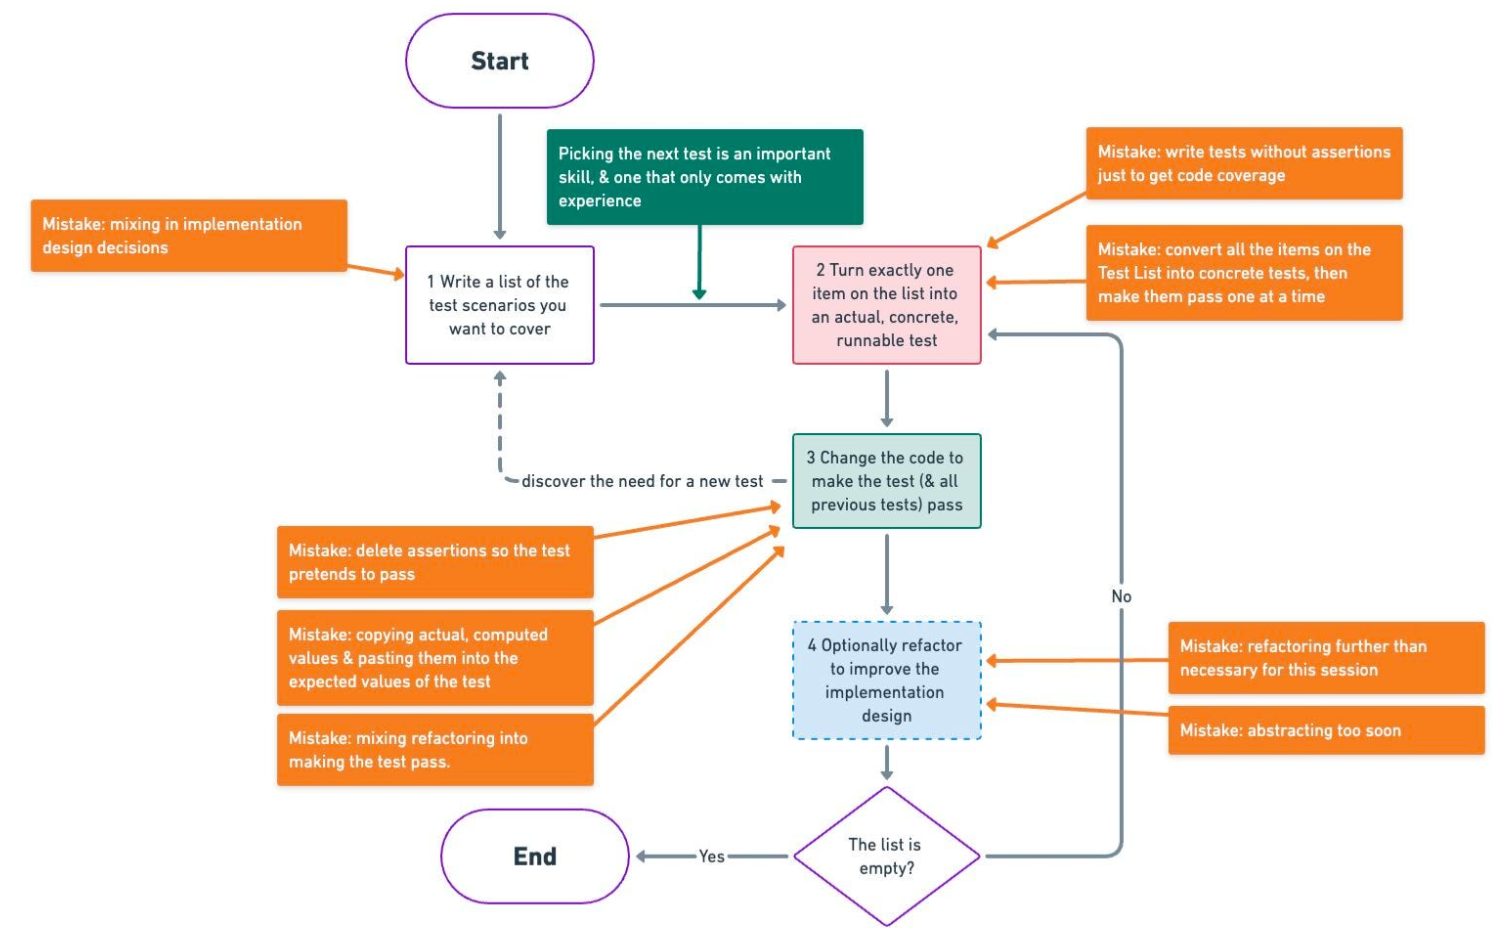 Start
Picking the next test is an important
skill, & one that only comes with
experience
Mistake: write tests without assertions
just to get code coverage
Mistake: mixing in implementation
design decisions
Mistake: convert all the items on the
Test List into concrete tests, then
make them pass one at a time
1 Write a list of the
test scenarios you
want to cover
2 Turn exactly one
item on the list into
an actual, concrete,
runnable test
discover the need for a new test
3 Change the code to
make the test (& all
previous tests) pass
Mistake: delete assertions so the test
pretends to pass
Mistake: copying actual, computed
values & pasting them into the
expected values of the test
Mistake: mixing refactoring into
making the test pass.
No
4 Optionally refactor
to improve the
implementation
design
Mistake: refactoring further than
necessary for this session
Mistake: abstracting too soon
End
Yes
The list is
empty?